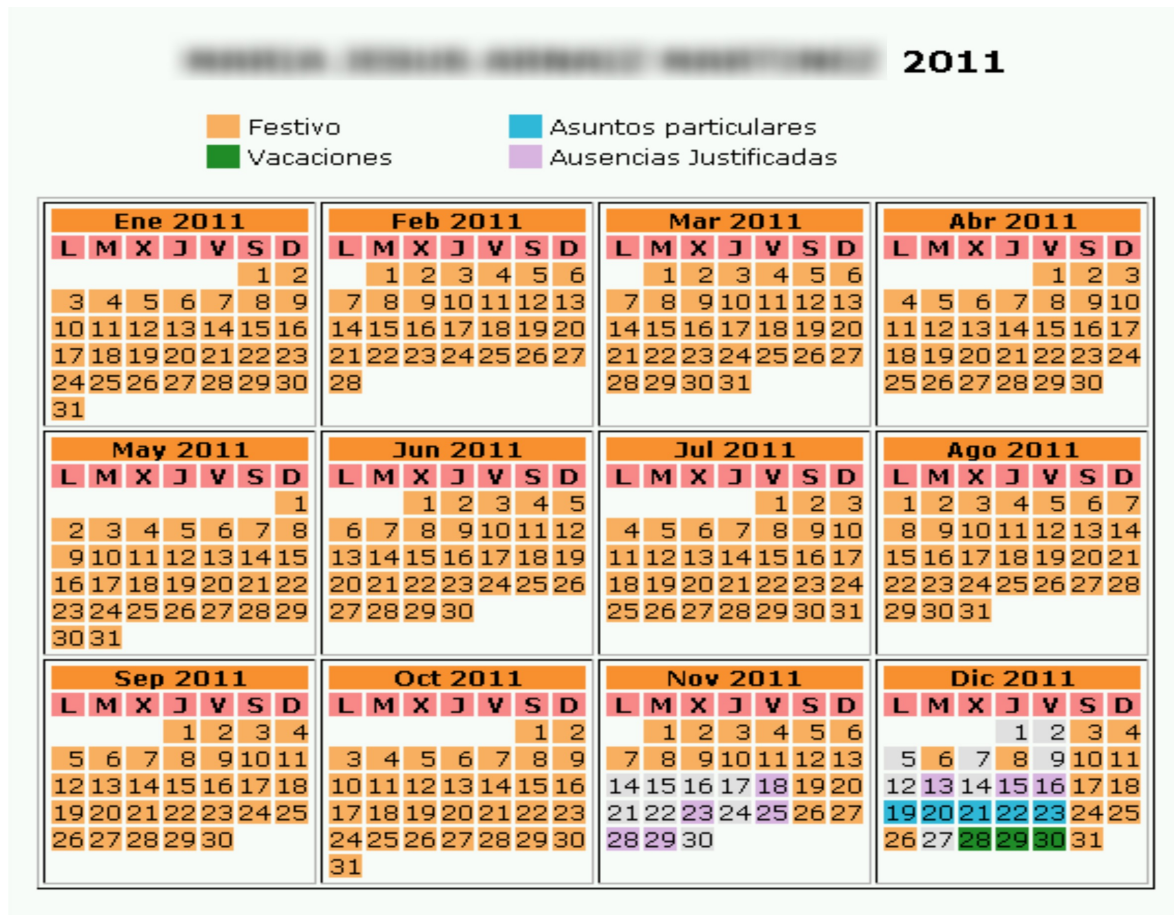 2011
Festivo Asuntos particulares
Vacaciones Ausencias Justificadas
Ene 2011 Feb 2011 Mar 2011 Abr 2011
L M X J V S D L M X J V S D L M X J V S D L M X J V S D
1 2 1 2 3 4 5 6 1 2 3 4 5 6 1 2 3
3 4 5 6 7 8 9 7 8 9 10 11 12 13 7 8 9 10 11 12 13 4 5 6 7 8 9 10
10 11 12 13 14 15 16 14 15 16 17 18 19 20 14 15 16 17 18 19 20 11 12 13 14 15 16 17
17 18 19 20 21 22 23 21 22 23 24 25 26 27 21 22 23 24 25 26 27 18 19 20 21 22 23 24
24 25 26 27 28 29 30 28 28 29 30 31 25 26 27 28 29 30
31
May 2011 Jun 2011 Jul 2011 Ago 2011
L M X J V S D L M X J V S D L M X J V S D L M X J V S D
1 1 2 3 4 5 1 2 3 1 2 3 4 5 6 7
2 3 4 5 6 7 8 6 7 8 9 10 11 12 4 5 6 7 8 9 10 8 9 10 11 12 13 14
9 10 11 12 13 14 15 13 14 15 16 17 18 19 11 12 13 14 15 16 17 15 16 17 18 19 20 21
16 17 18 19 20 21 22 20 21 22 23 24 25 26 18 19 20 21 22 23 24 22 23 24 25 26 27 28
23 24 25 26 27 28 29 27 28 29 30 25 26 27 28 29 30 31 29 30 31
30 31
Sep 2011 Oct 2011 Nov 2011 Dic 2011
L M X J V S D L M X J V S D L M X J V S D L M X J V S D
1 2 3 4 1 2 1 2 3 4 5 6 1 2 3 4
5 6 7 8 9 10 11 3 4 5 6 7 8 9 7 8 9 10 11 12 13 5 6 7 8 9 10 11
12 13 14 15 16 17 18 10 11 12 13 14 15 16 14 15 16 17 18 19 20 12 13 14 15 16 17 18
19 20 21 22 23 24 25 17 18 19 20 21 22 23 21 22 23 24 25 26 27 19 20 21 22 23 24 25
26 27 28 29 30 24 25 26 27 28 29 30 28 29 30 26 27 28 29 30 31
31